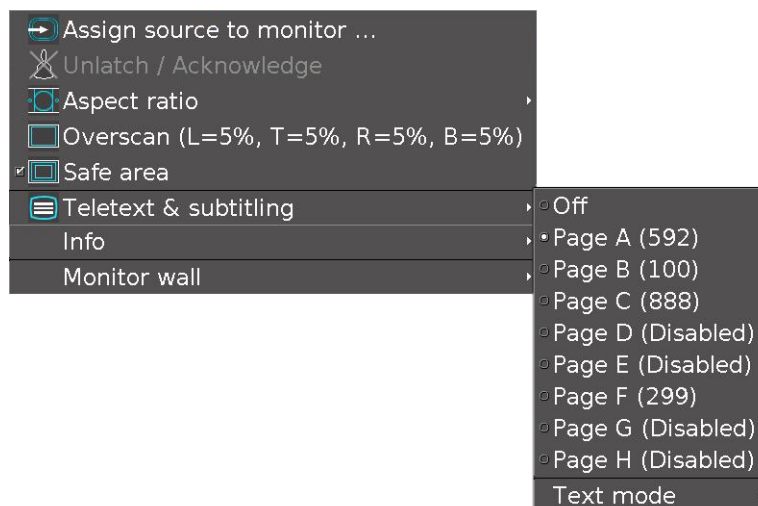 Assign source to monitor ...
Unlatch / Acknowledge
Aspect ratio
Overscan (L=5%, T=5%, R=5%, B=5%)
Safe area
Teletext & subtitling
Info
Monitor wall
Off
Page A (592)
Page B (100)
Page C (888)
Page D (Disabled)
Page E (Disabled)
Page F (299)
Page G (Disabled)
Page H (Disabled)
Text mode